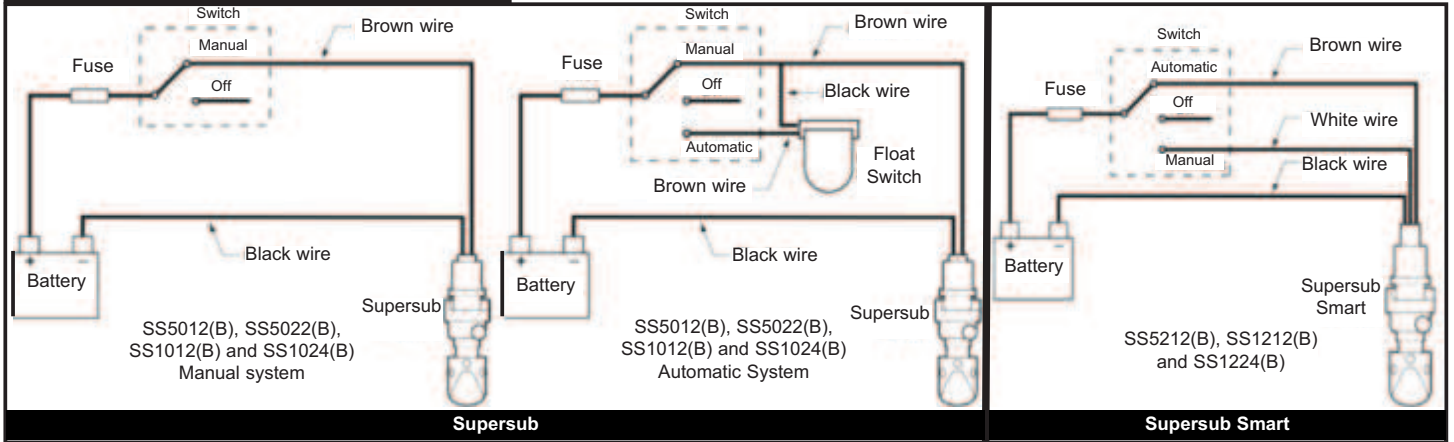 Switch
Manual
Off
Fuse
Brown wire
Black wire
Battery
+
-
Supersub
SS5012(B), SS5022(B),
SS1012(B) and SS1024(B)
Manual system
Switch
Manual
Off
Automatic
Fuse
Brown wire
Black wire
Float
Switch
Brown wire
Black wire
Battery
+
-
Supersub
SS5012(B), SS5022(B),
SS1012(B) and SS1024(B)
Automatic System
Supersub
Switch
Automatic
Off
Manual
Fuse
Brown wire
White wire
Black wire
Battery
+
-
Supersub
Smart
SS5212(B), SS1212(B)
and SS1224(B)
Supersub Smart